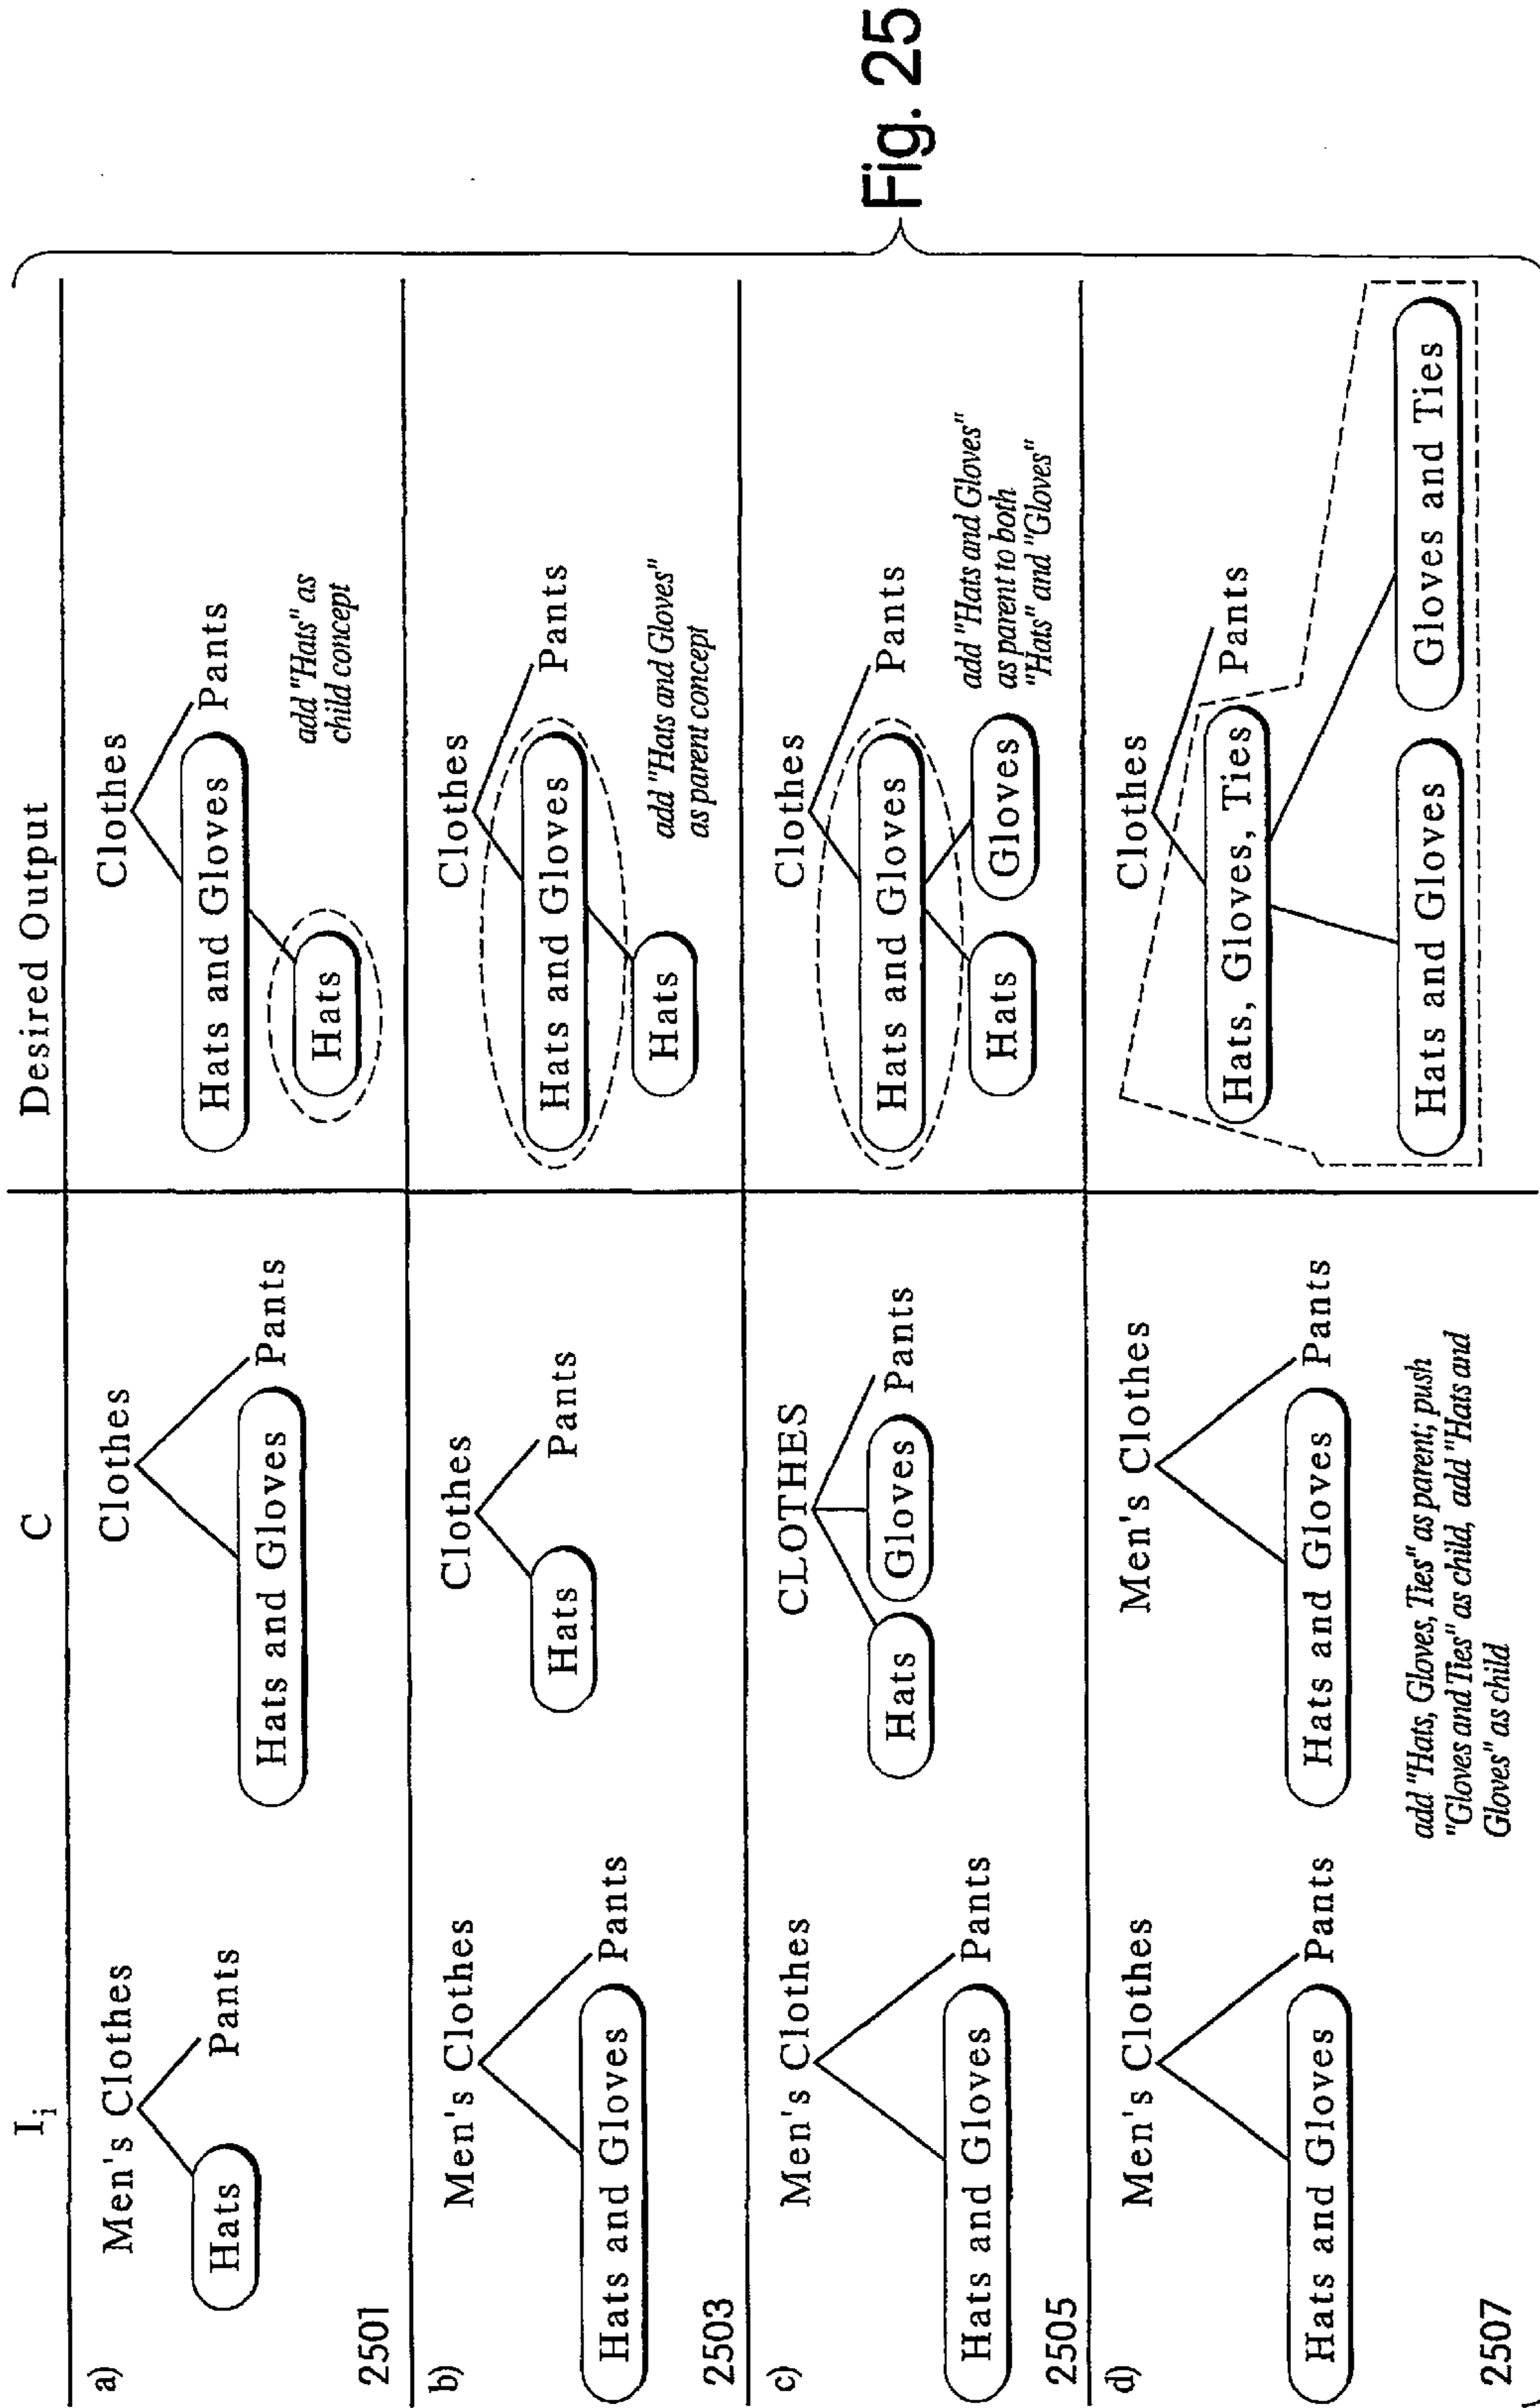 I_i
C
Desired Output
a)
Men's Clothes
Hats
Pants
2501
Clothes
Hats and Gloves
Pants
Clothes
Hats and Gloves
Pants
Hats
add "Hats" as
child concept
b)
Men's Clothes
Hats and Gloves
Pants
2503
Clothes
Hats
Pants
Clothes
Hats and Gloves
Pants
Hats
add "Hats and Gloves"
as parent concept
c)
Men's Clothes
Hats and Gloves
Pants
2505
CLOTHES
Hats
Gloves
Pants
Clothes
Hats and Gloves
Pants
Hats
Gloves
add "Hats and Gloves"
as parent to both
"Hats" and "Gloves"
d)
Men's Clothes
Hats and Gloves
Pants
2507
Men's Clothes
Hats and Gloves
Pants
add "Hats, Gloves, Ties" as parent; push
"Gloves and Ties" as child, add "Hats and
Gloves" as child
Clothes
Hats, Gloves, Ties
Pants
Hats and Gloves
Gloves and Ties
Fig. 25